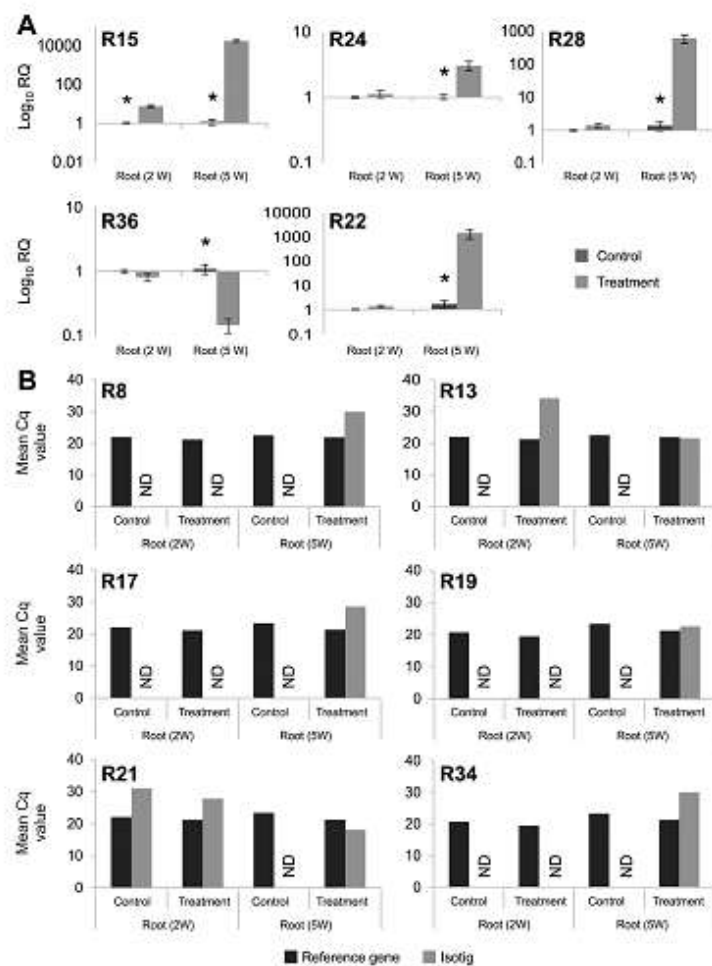 A
R15
R24
R28
Log10 RQ
10000
100
1
0.01
*
*
Root (2 W)
Root (5 W)
10
1
0.1
*
Root (2 W)
Root (5 W)
1000
100
10
1
0.1
*
Root (2 W)
Root (5 W)
R36
R22
Log10 RQ
10
1
0.1
*
Root (2 W)
Root (5 W)
10000
1000
100
10
1
0.1
*
Root (2 W)
Root (5 W)
Control
Treatment
B
R8
Mean Cq
value
40
30
20
10
0
ND
ND
ND
Control
Treatment
Control
Treatment
Root (2W)
Root (5W)
R13
40
30
20
10
0
ND
ND
Control
Treatment
Control
Treatment
Root (2W)
Root (5W)
R17
Mean Cq
value
40
30
20
10
0
ND
ND
ND
Control
Treatment
Control
Treatment
Root (2W)
Root (5W)
R19
40
30
20
10
0
ND
ND
ND
Control
Treatment
Control
Treatment
Root (2W)
Root (5W)
R21
Mean Cq
value
40
30
20
10
0
ND
Control
Treatment
Control
Treatment
Root (2W)
Root (5W)
R34
40
30
20
10
0
ND
ND
ND
Control
Treatment
Control
Treatment
Root (2W)
Root (5W)
Reference gene
Isotig